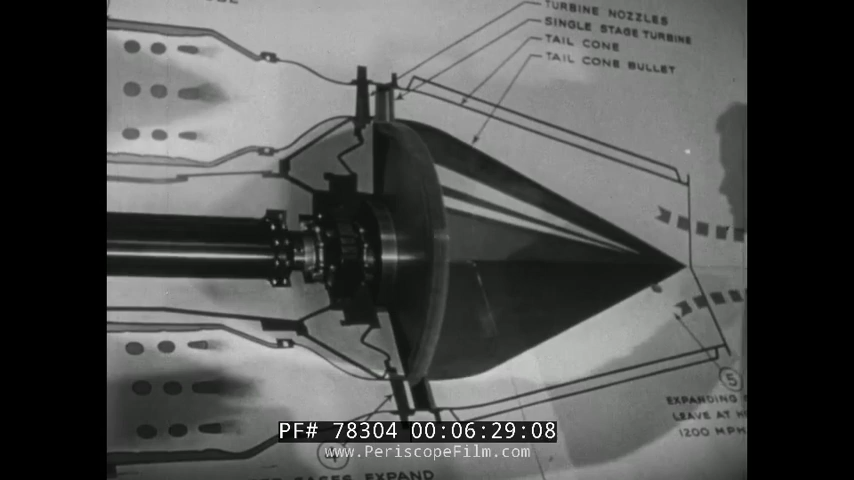 TURBINE NOZZLES
SINGLE STAGE TURBINE
TAIL CONE
TAIL CONE BULLET
5
EXPANDING
LEAVE AT
1200 MPH
PF# 78304 00:06:29:08
4
www.PeriscopeFilm.com
GASES EXPAND